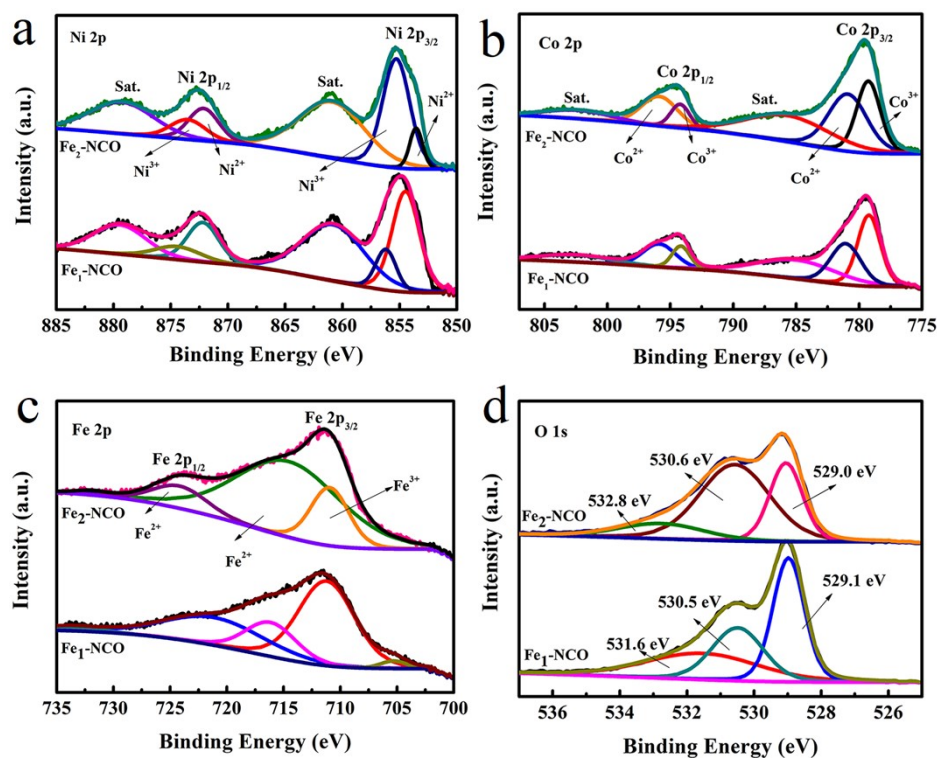 a
Ni 2p
Ni 2p3/2
Sat.
Ni 2p1/2
Sat.
Ni2+
Fe2-NCO
Ni3+
Ni2+
Ni3+
Fe1-NCO
885 880 875 870 865 860 855 850
Binding Energy (eV)
Intensity (a.u.)
b
Co 2p
Co 2p3/2
Co 2p1/2
Sat.
Sat.
Co3+
Fe2-NCO
Co2+
Co3+
Co2+
Fe1-NCO
805 800 795 790 785 780 775
Binding Energy (eV)
Intensity (a.u.)
c
Fe 2p
Fe 2p3/2
Fe 2p1/2
Fe3+
Fe2-NCO
Fe2+
Fe2+
Fe1-NCO
735 730 725 720 715 710 705 700
Binding Energy (eV)
Intensity (a.u.)
d
O 1s
530.6 eV
532.8 eV
529.0 eV
Fe2-NCO
530.5 eV
529.1 eV
531.6 eV
Fe1-NCO
536 534 532 530 528 526
Binding Energy (eV)
Intensity (a.u.)